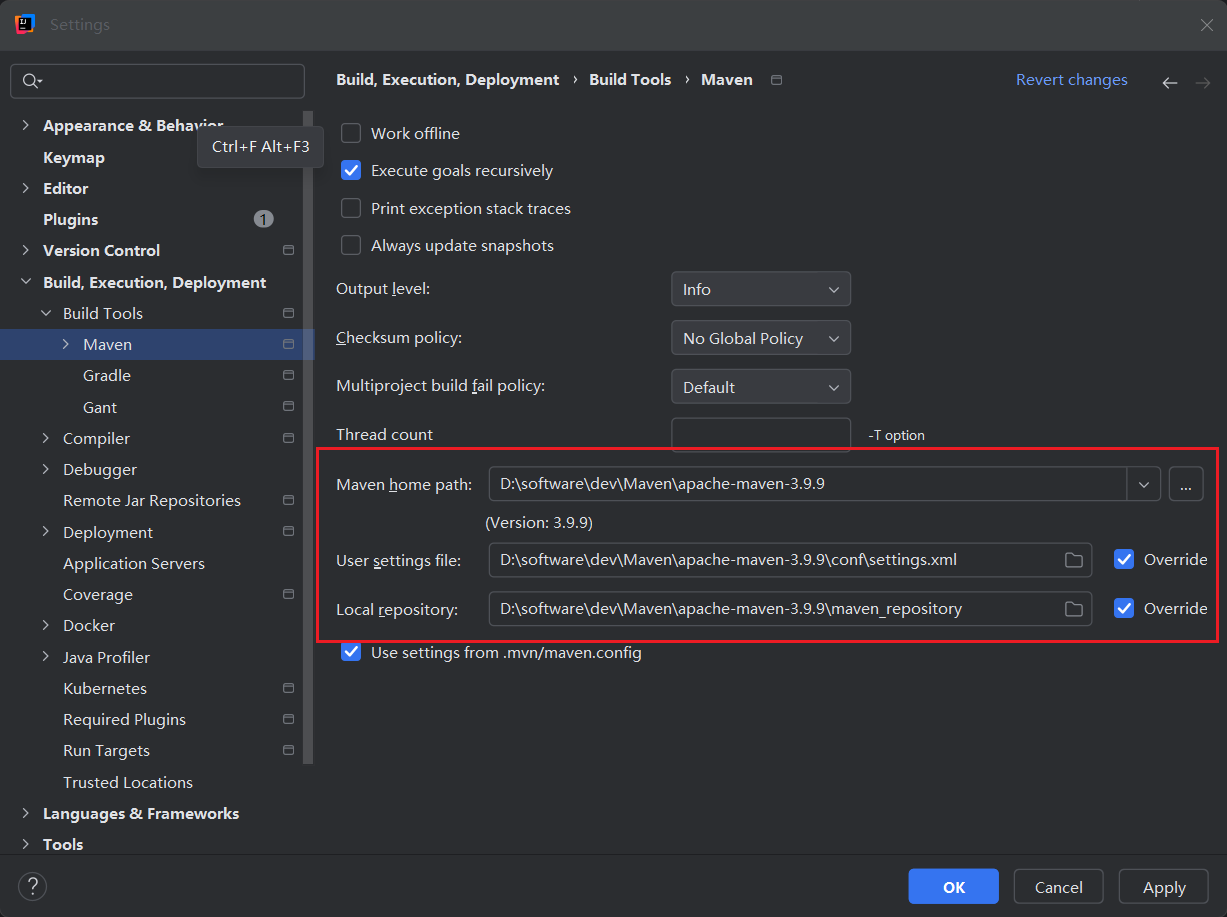 Settings
Build, Execution, Deployment › Build Tools › Maven
Revert changes
Appearance & Behavior
Ctrl+F Alt+F3
Keymap
Editor
Plugins 1
Version Control
Build, Execution, Deployment
Build Tools
Maven
Gradle
Gant
Compiler
Debugger
Remote Jar Repositories
Deployment
Application Servers
Coverage
Docker
Java Profiler
Kubernetes
Required Plugins
Run Targets
Trusted Locations
Languages & Frameworks
Tools
Work offline
Execute goals recursively
Print exception stack traces
Always update snapshots
Output level: Info
Checksum policy: No Global Policy
Multiproject build fail policy: Default
Thread count -T option
Maven home path: D:\software\dev\Maven\apache-maven-3.9.9 ...
(Version: 3.9.9)
User settings file: D:\software\dev\Maven\apache-maven-3.9.9\conf\settings.xml Override
Local repository: D:\software\dev\Maven\apache-maven-3.9.9\maven_repository Override
Use settings from .mvn/maven.config
? OK Cancel Apply